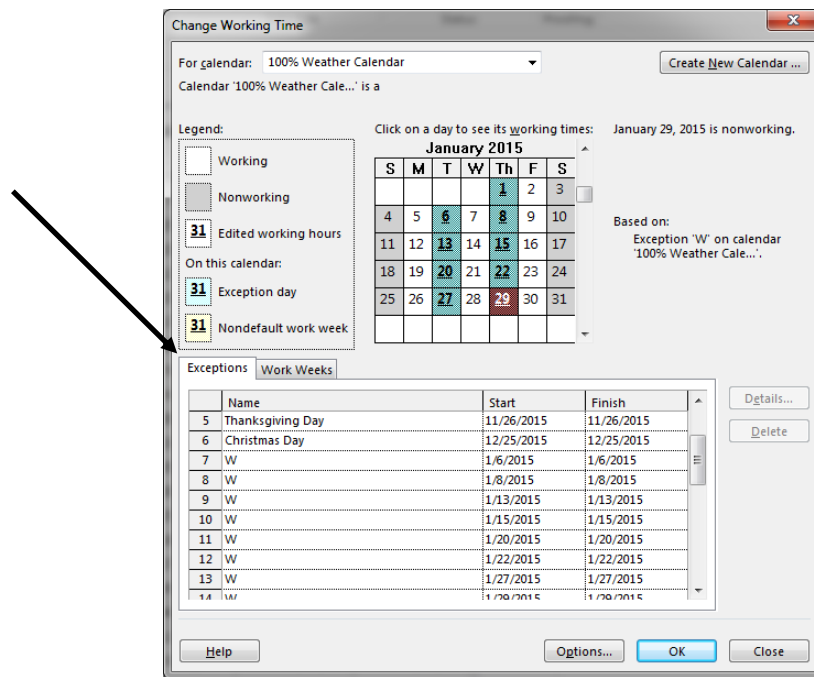 Change Working Time
For calendar: 100% Weather Calendar
Create New Calendar ...
Calendar '100% Weather Cale...' is a
Legend:
Working
Nonworking
31 Edited working hours
On this calendar:
31 Exception day
31 Nondefault work week
Click on a day to see its working times:
January 2015
S M T W Th F S
1 2 3
4 5 6 7 8 9 10
11 12 13 14 15 16 17
18 19 20 21 22 23 24
25 26 27 28 29 30 31
January 29, 2015 is nonworking.
Based on:
Exception 'W' on calendar
'100% Weather Cale...'.
Exceptions Work Weeks
Name Start Finish
5 Thanksgiving Day 11/26/2015 11/26/2015
6 Christmas Day 12/25/2015 12/25/2015
7 W 1/6/2015 1/6/2015
8 W 1/8/2015 1/8/2015
9 W 1/13/2015 1/13/2015
10 W 1/15/2015 1/15/2015
11 W 1/20/2015 1/20/2015
12 W 1/22/2015 1/22/2015
13 W 1/27/2015 1/27/2015
14 W 1/29/2015 1/29/2015
Details...
Delete
Help
Options...
OK
Close